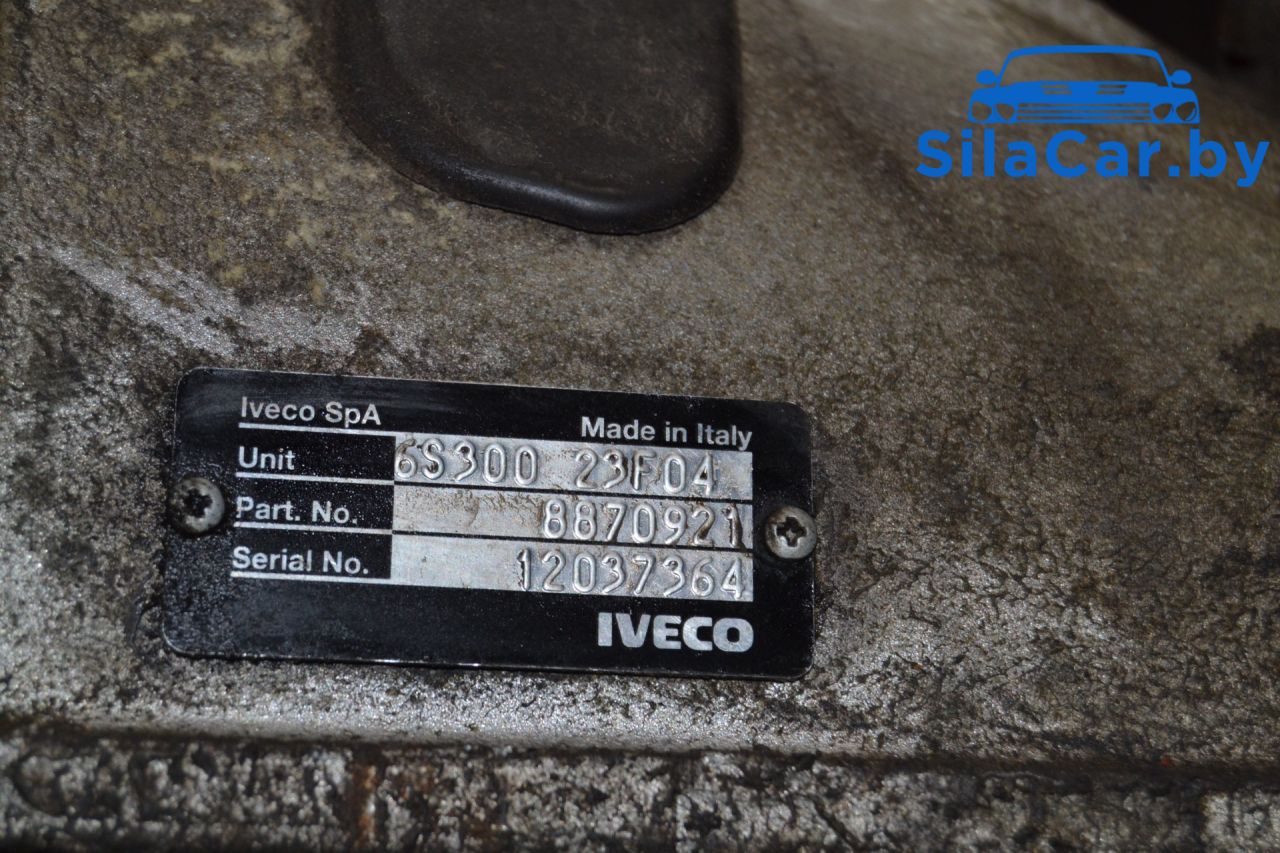 SilaCar.by
Iveco SpA
Made in Italy
Unit 6S300 23F04
Part. No. 8870921
Serial No. 12037364
IVECO